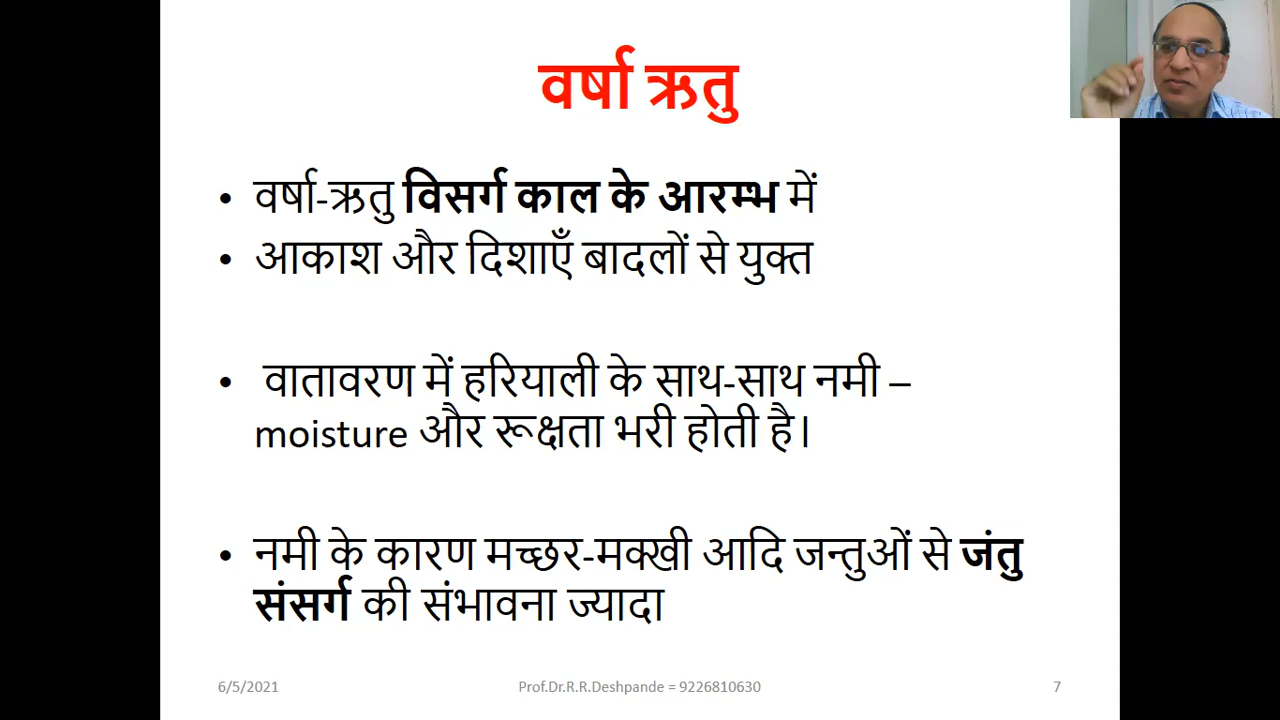 वर्षा ऋतु
• वर्षा-ऋतु विसर्ग काल के आरम्भ में
• आकाश और दिशाएँ बादलों से युक्त
• वातावरण में हरियाली के साथ-साथ नमी –
moisture और रूक्षता भरी होती है।
• नमी के कारण मच्छर-मक्खी आदि जन्तुओं से जंतु
संसर्ग की संभावना ज्यादा
6/5/2021 Prof.Dr.R.R.Deshpande = 9226810630 7